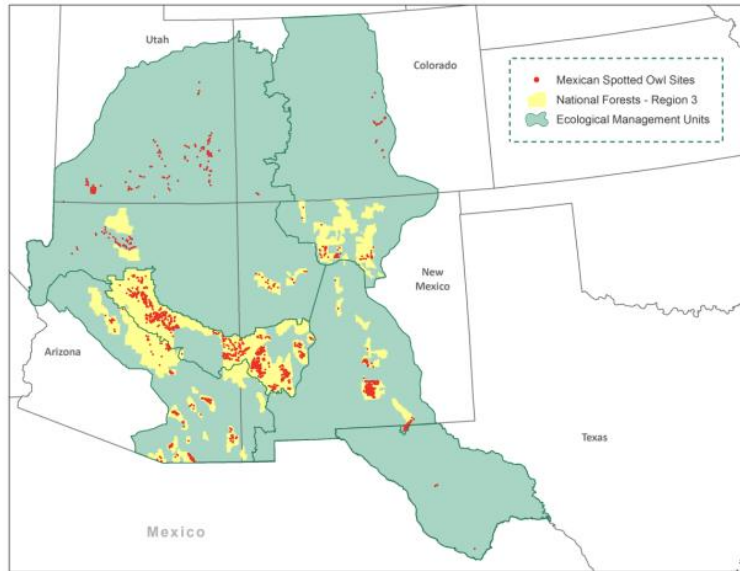 Utah
Colorado
Mexican Spotted Owl Sites
National Forests - Region 3
Ecological Management Units
New
Mexico
Arizona
Texas
Mexico